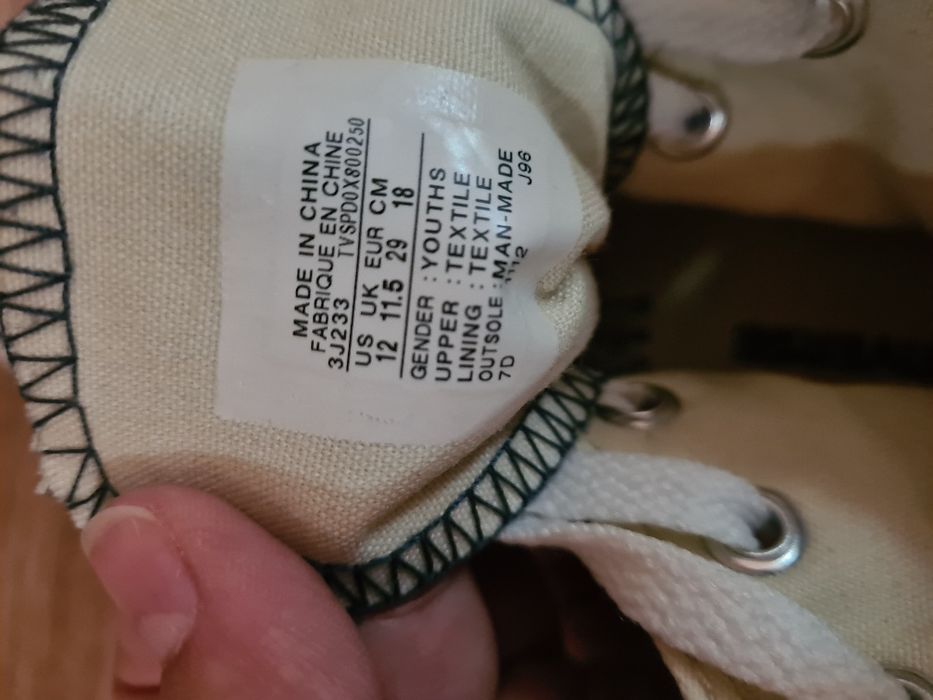 MADE IN CHINA
FABRIQUE EN CHINE
3J233 TVSPD0X800250
US UK EUR CM
12 11.5 29 18
GENDER : YOUTHS
UPPER : TEXTILE
LINING : TEXTILE
OUTSOLE : MAN-MADE
7D J96